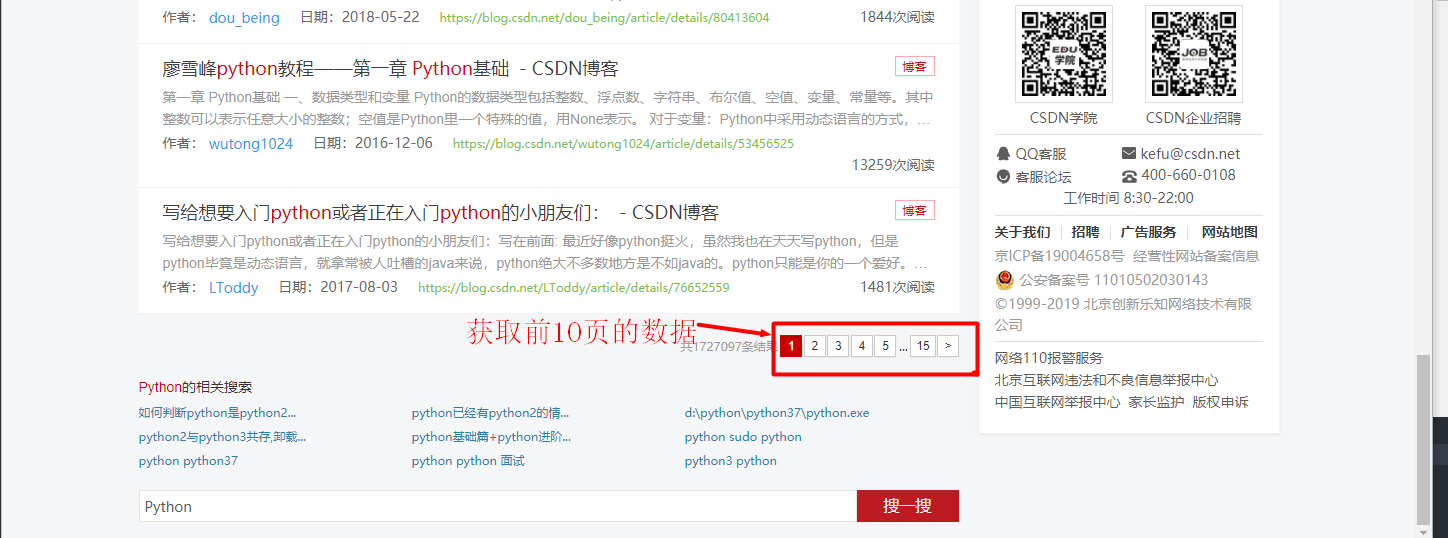 作者： dou_being 日期：2018-05-22 https://blog.csdn.net/dou_being/article/details/80413604 1844次阅读
廖雪峰python教程——第一章 Python基础 - CSDN博客 博客
第一章 Python基础 一、数据类型和变量 Python的数据类型包括整数、浮点数、字符串、布尔值、空值、变量、常量等。其中
整数可以表示任意大小的整数；空值是Python里一个特殊的值，用None表示。 对于变量：Python中采用动态语言的方式，...
作者： wutong1024 日期：2016-12-06 https://blog.csdn.net/wutong1024/article/details/53456525
13259次阅读
写给想要入门python或者正在入门python的小朋友们： - CSDN博客 博客
写给想要入门python或者正在入门python的小朋友们：写在前面: 最近好像python挺火，虽然我也在天天写python，但是
python毕竟是动态语言，就拿常被人吐槽的java来说，python绝大不多数地方是不如java的。python只能是你的一个爱好。...
作者： LToddy 日期：2017-08-03 https://blog.csdn.net/LToddy/article/details/76652559 1481次阅读
获取前10页的数据
共1727097条结果 1 2 3 4 5 ... 15 >
Python的相关搜索
如何判断python是python2... python已经有python2的情... d:\python\python37\python.exe
python2与python3共存,卸载... python基础篇+python进阶... python sudo python
python python37 python python 面试 python3 python
Python 搜一搜
EDU 学院 JOB
CSDN学院 CSDN企业招聘
QQ客服 kefu@csdn.net
客服论坛 400-660-0108
工作时间 8:30-22:00
关于我们 招聘 广告服务 网站地图
京ICP备19004658号 经营性网站备案信息
公安备案号 11010502030143
©1999-2019 北京创新乐知网络技术有限
公司
网络110报警服务
北京互联网违法和不良信息举报中心
中国互联网举报中心 家长监护 版权申诉